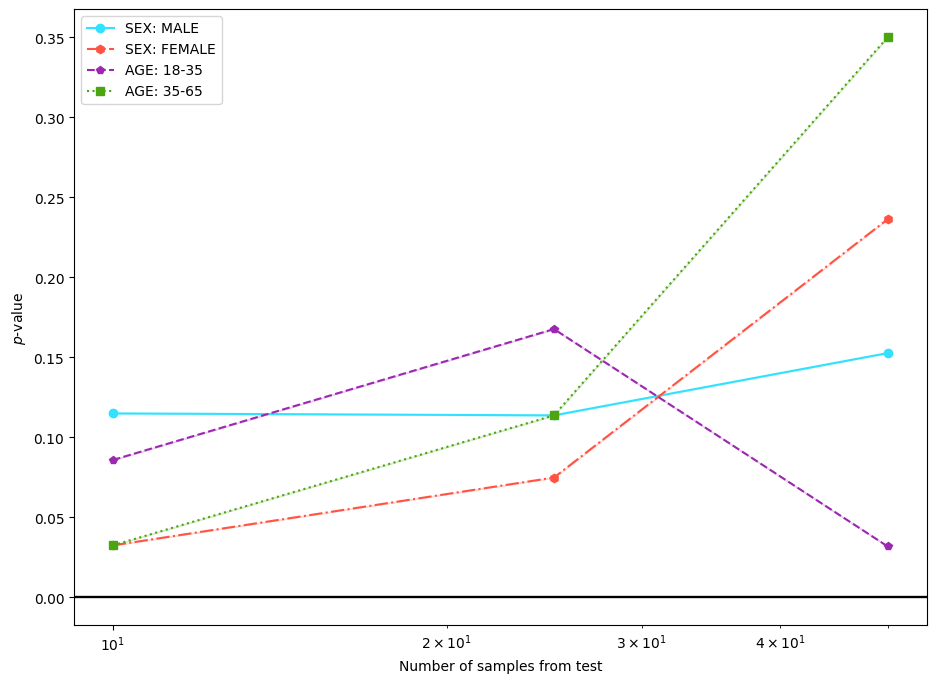 SEX: MALE
SEX: FEMALE
AGE: 18-35
AGE: 35-65
0.35
0.30
0.25
0.20
0.15
0.10
0.05
0.00
p-value
10¹
2 × 10¹
3 × 10¹
4 × 10¹
Number of samples from test